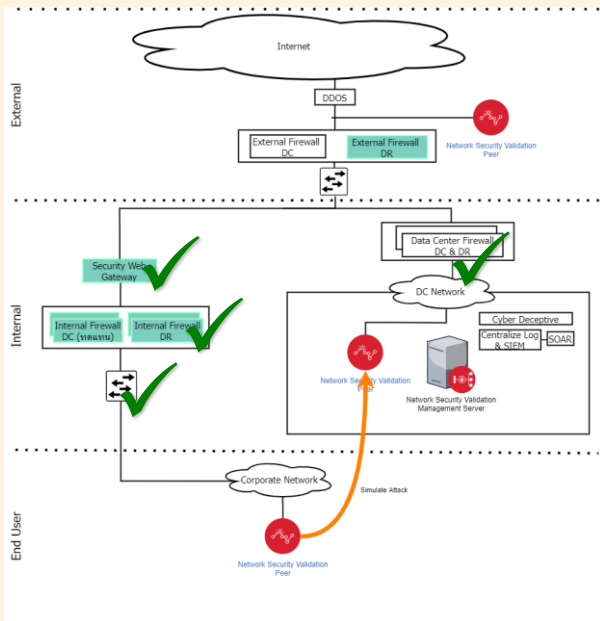 External
Internet
DDOS
External Firewall
DC
External Firewall
DR
Network Security Validation
Peer
Internal
Security Web
Gateway
Data Center Firewall
DC & DR
Internal Firewall
DC (ทดแทน)
Internal Firewall
DR
DC Network
Cyber Deceptive
Centralize Log
& SIEM
SOAR
Network Security Validation
Peer
Network Security Validation
Management Server
End User
Corporate Network
Simulate Attack
Network Security Validation
Peer